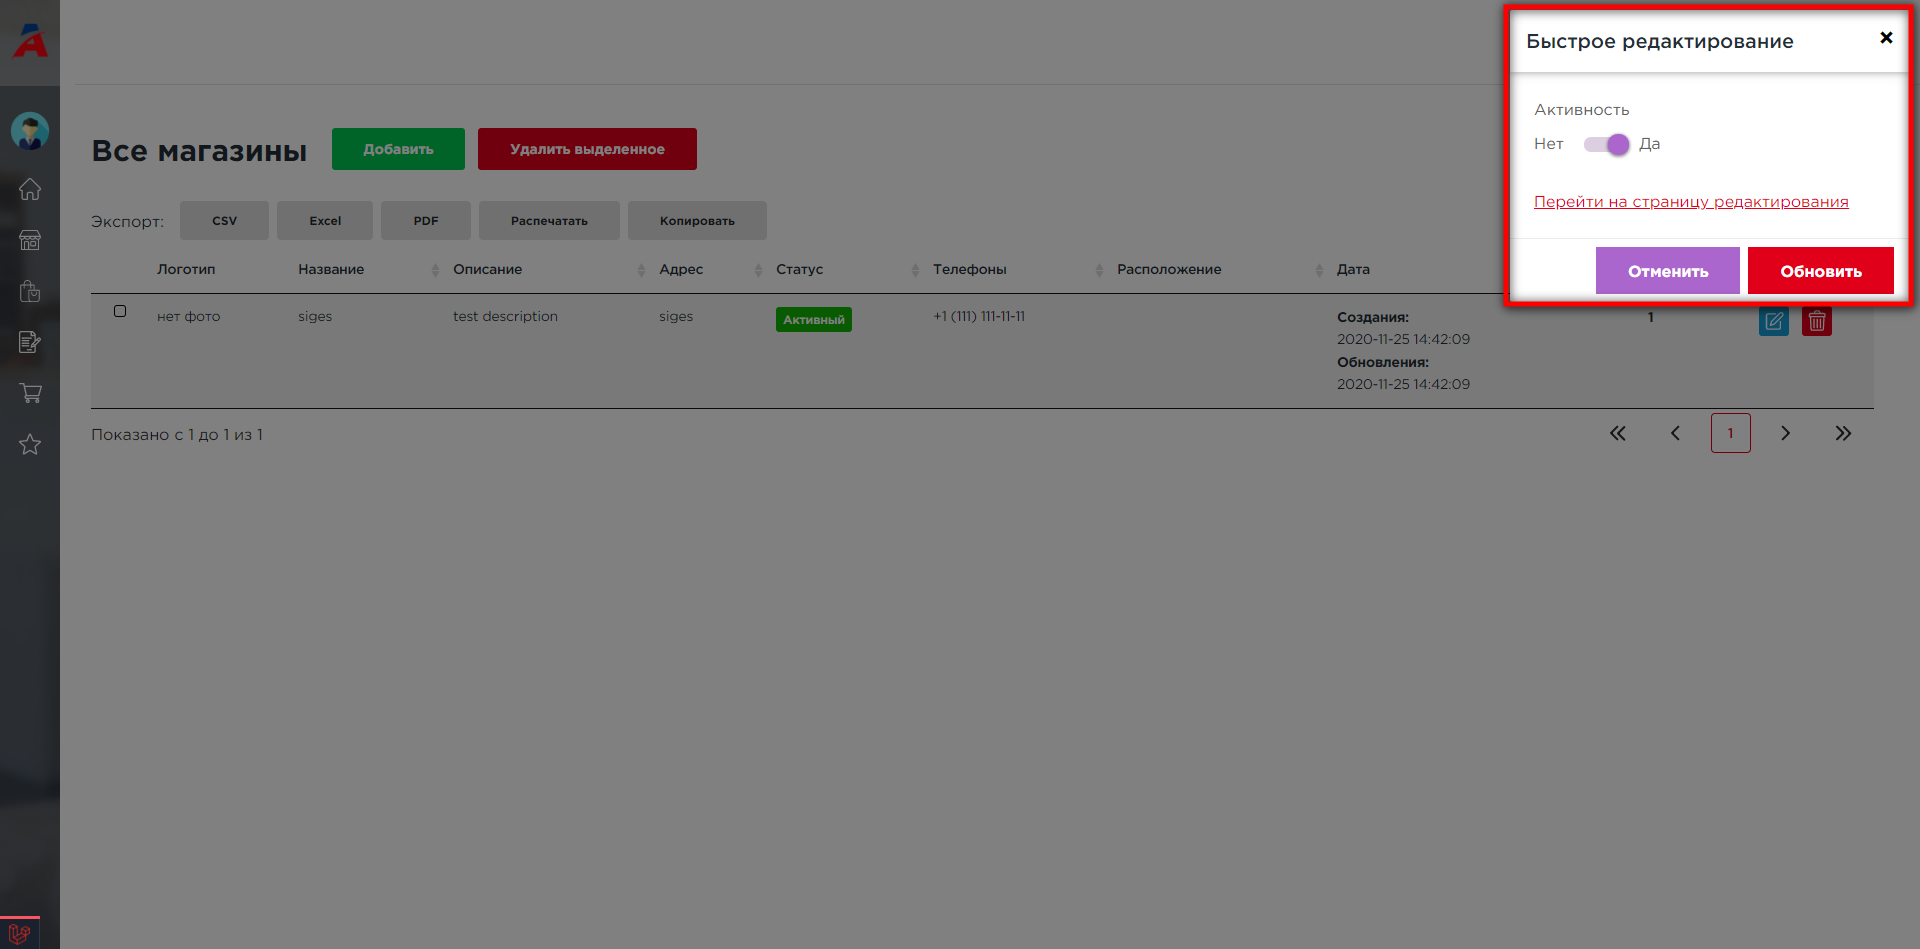 Быстрое редактирование
Активность
Нет Да
Перейти на страницу редактирования
Отменить Обновить
Все магазины Добавить Удалить выделенное
Экспорт: CSV Excel PDF Распечатать Копировать
Логотип Название Описание Адрес Статус Телефоны Расположение Дата
нет фото siges test description siges Активный +1 (111) 111-11-11 Создания: 1
2020-11-25 14:42:09
Обновления:
2020-11-25 14:42:09
Показано с 1 до 1 из 1 1